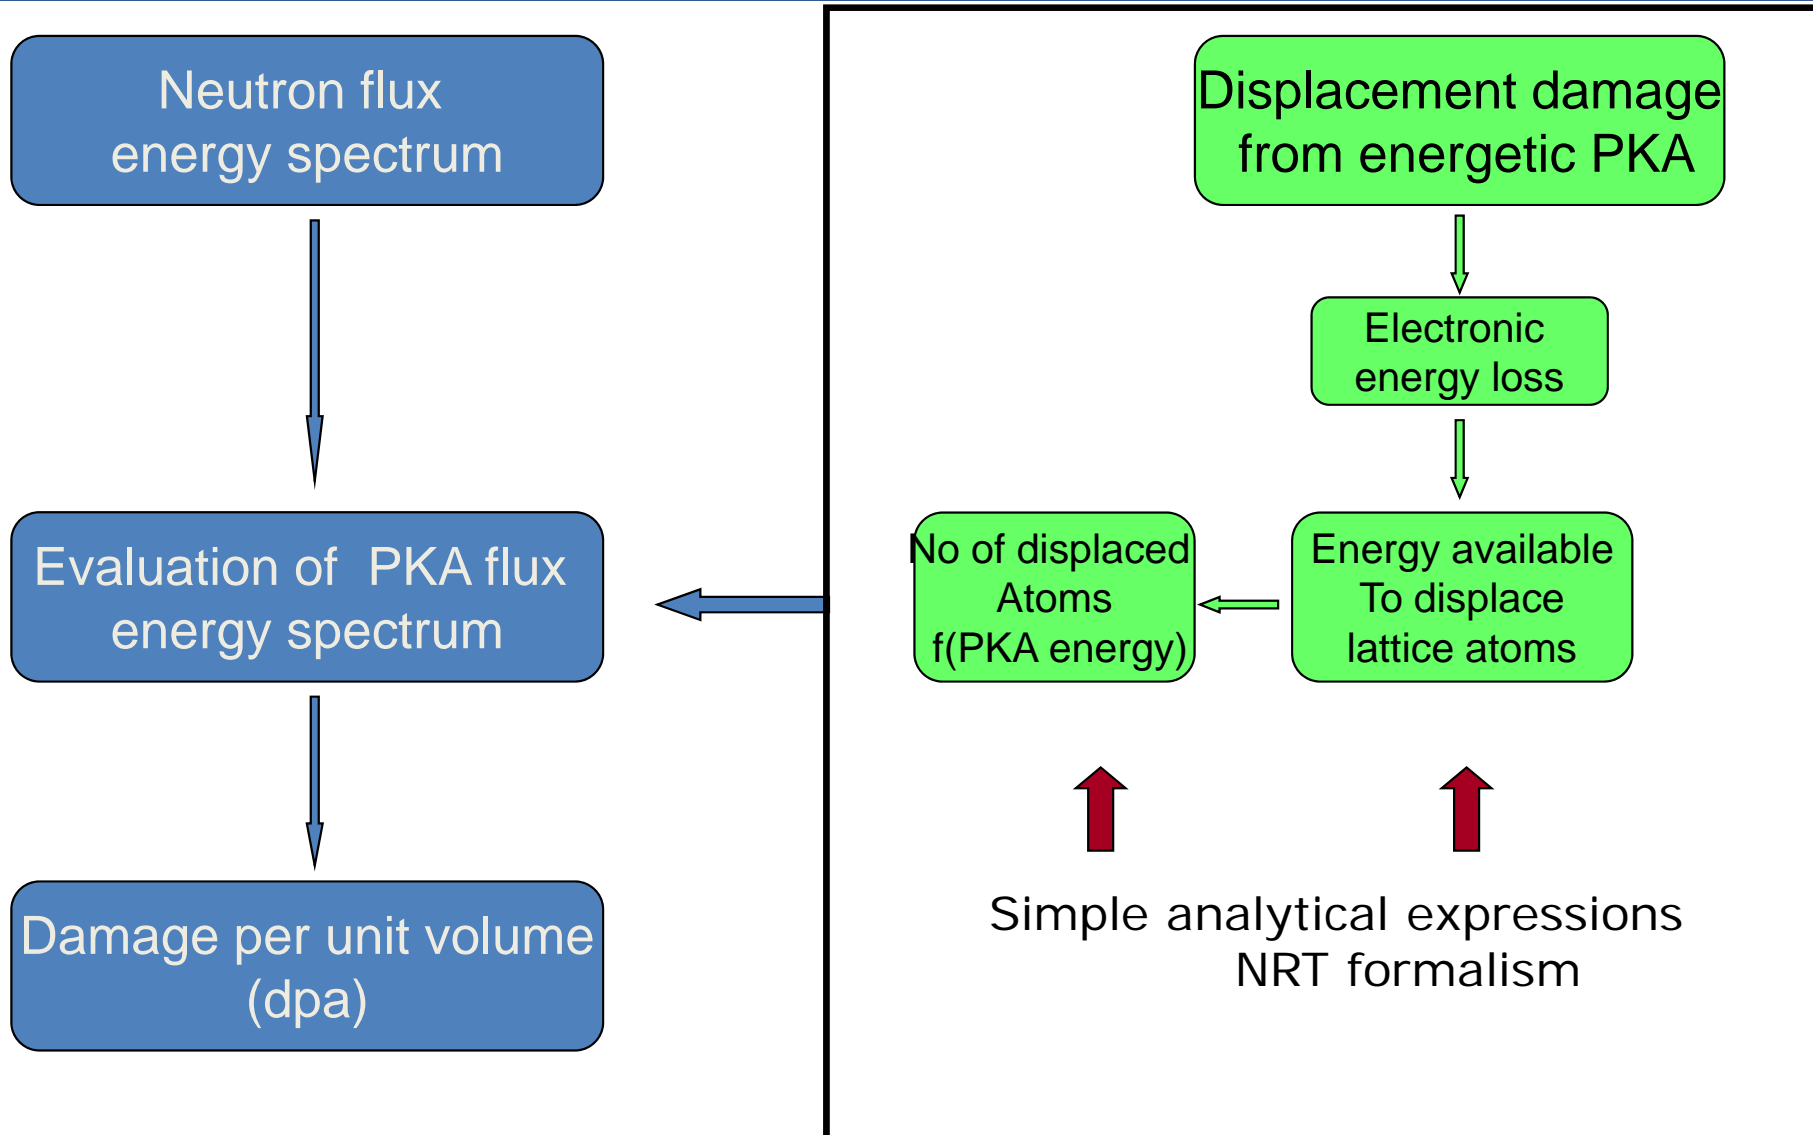 Neutron flux
energy spectrum
Evaluation of  PKA flux
energy spectrum
Damage per unit volume
(dpa)
Displacement damage
from energetic PKA
Electronic
energy loss
Energy available
To displace
lattice atoms
No of displaced
Atoms
f(PKA energy)
Simple analytical expressions
NRT formalism